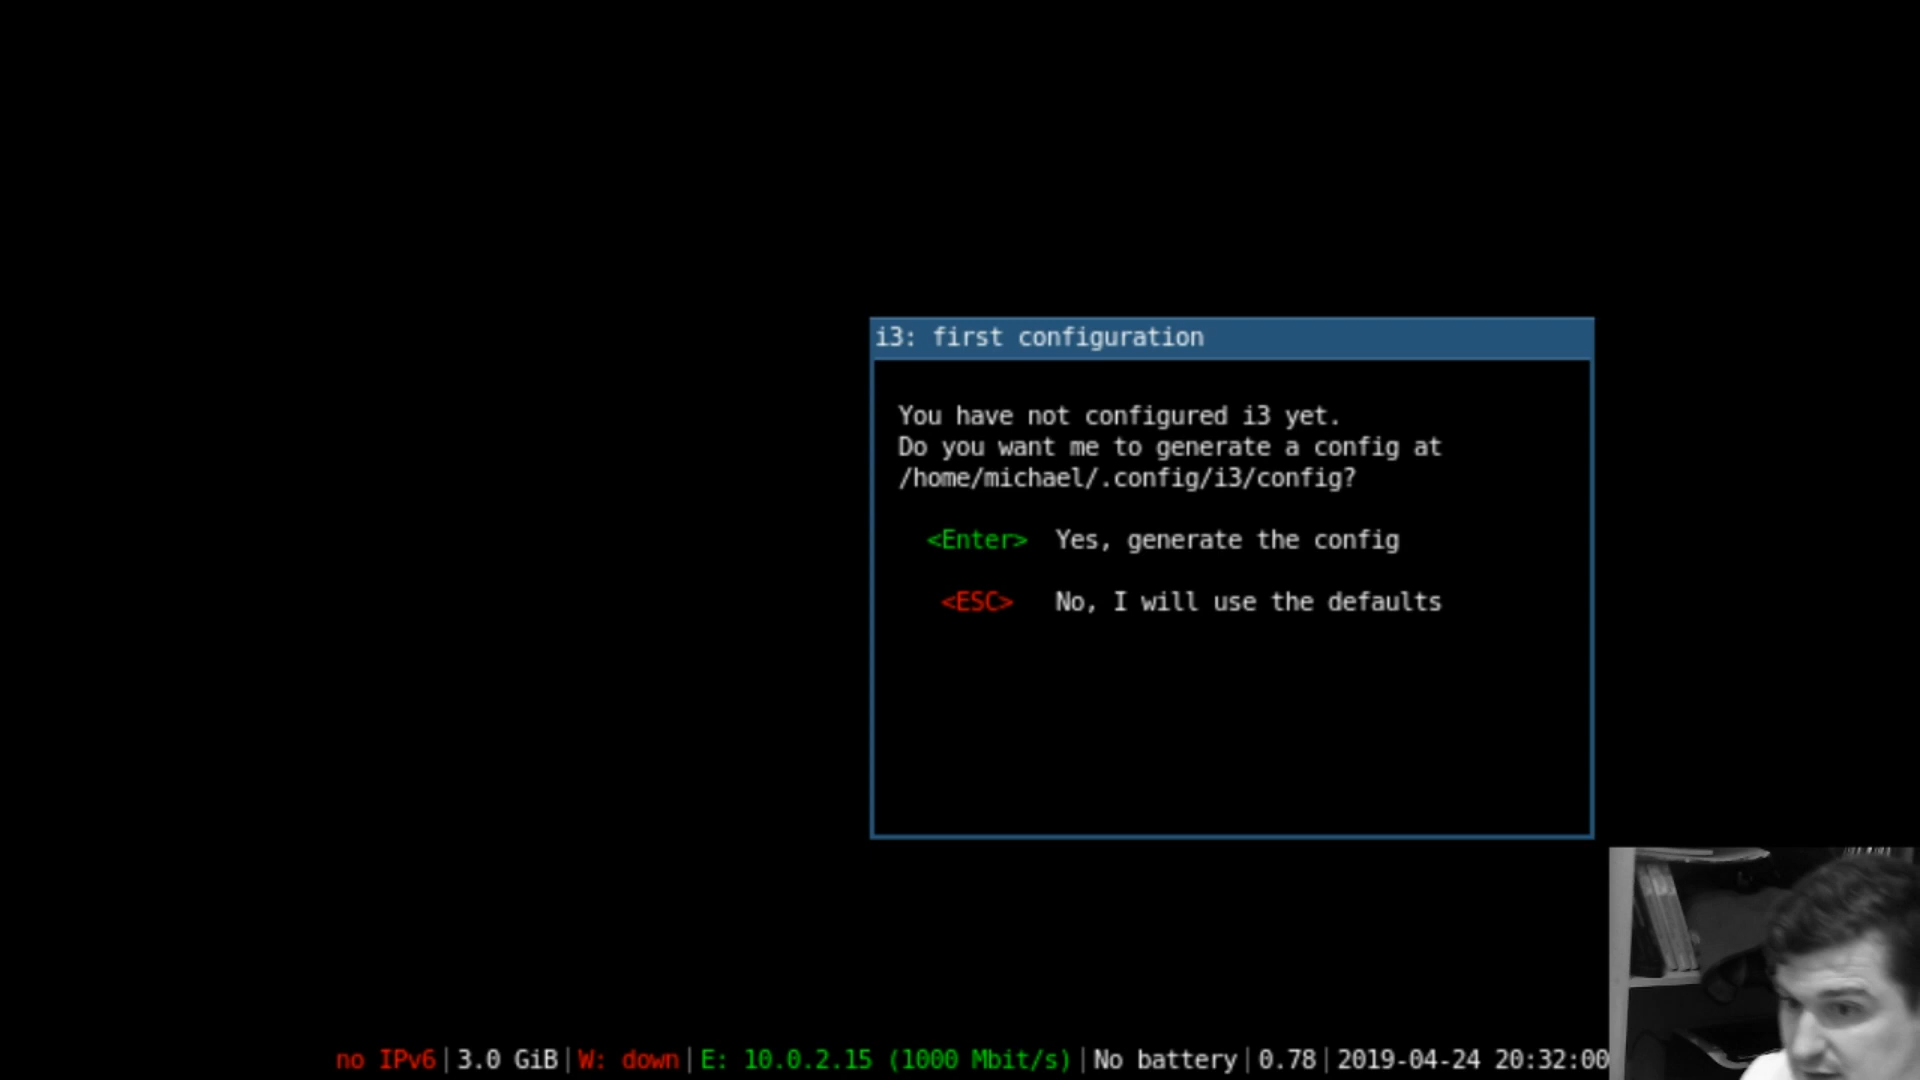 i3: first configuration
You have not configured i3 yet.
Do you want me to generate a config at
/home/michael/.config/i3/config?
<Enter> Yes, generate the config
<ESC> No, I will use the defaults
no IPv6|3.0 GiB|W: down|E: 10.0.2.15 (1000 Mbit/s)|No battery|0.78|2019-04-24 20:32:00